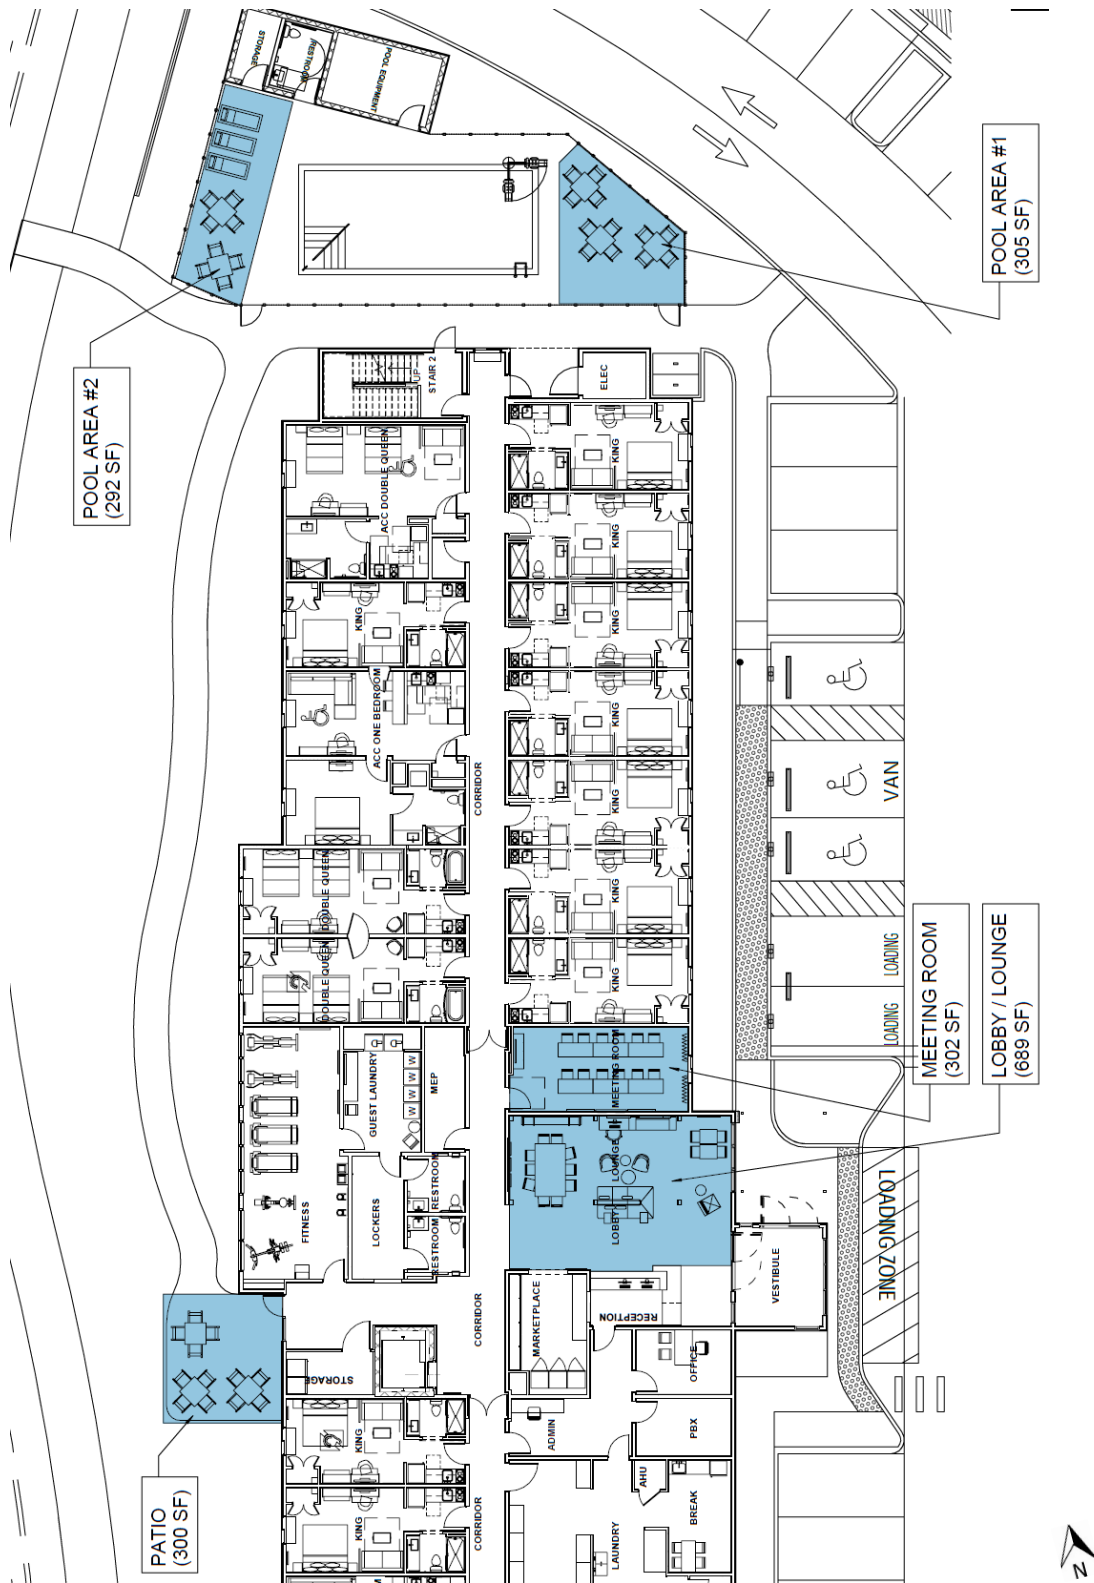 STORAGE
RESTROOM
POOL EQUIPMENT
POOL AREA #1
(305 SF)
POOL AREA #2
(292 SF)
UP
STAIR 2
ELEC
ACC DOUBLE QUEEN
KING
KING
KING
KING
ACC ONE BEDROOM
KING
KING
CORRIDOR
KING
VAN
DOUBLE QUEEN
KING
DOUBLE QUEEN
KING
LOADING
LOADING
MEETING ROOM
(302 SF)
LOBBY / LOUNGE
(689 SF)
MEETING ROOM
GUEST LAUNDRY
MEP
W
W
W
W
FITNESS
LOCKERS
RESTROOM
RESTROOM
LOBBY
LOUNGE
LOADING ZONE
VESTIBULE
RECEPTION
MARKETPLACE
CORRIDOR
STORAGE
OFFICE
ADMIN
PBX
KING
PATIO
(300 SF)
KING
CORRIDOR
AHU
BREAK
LAUNDRY
N